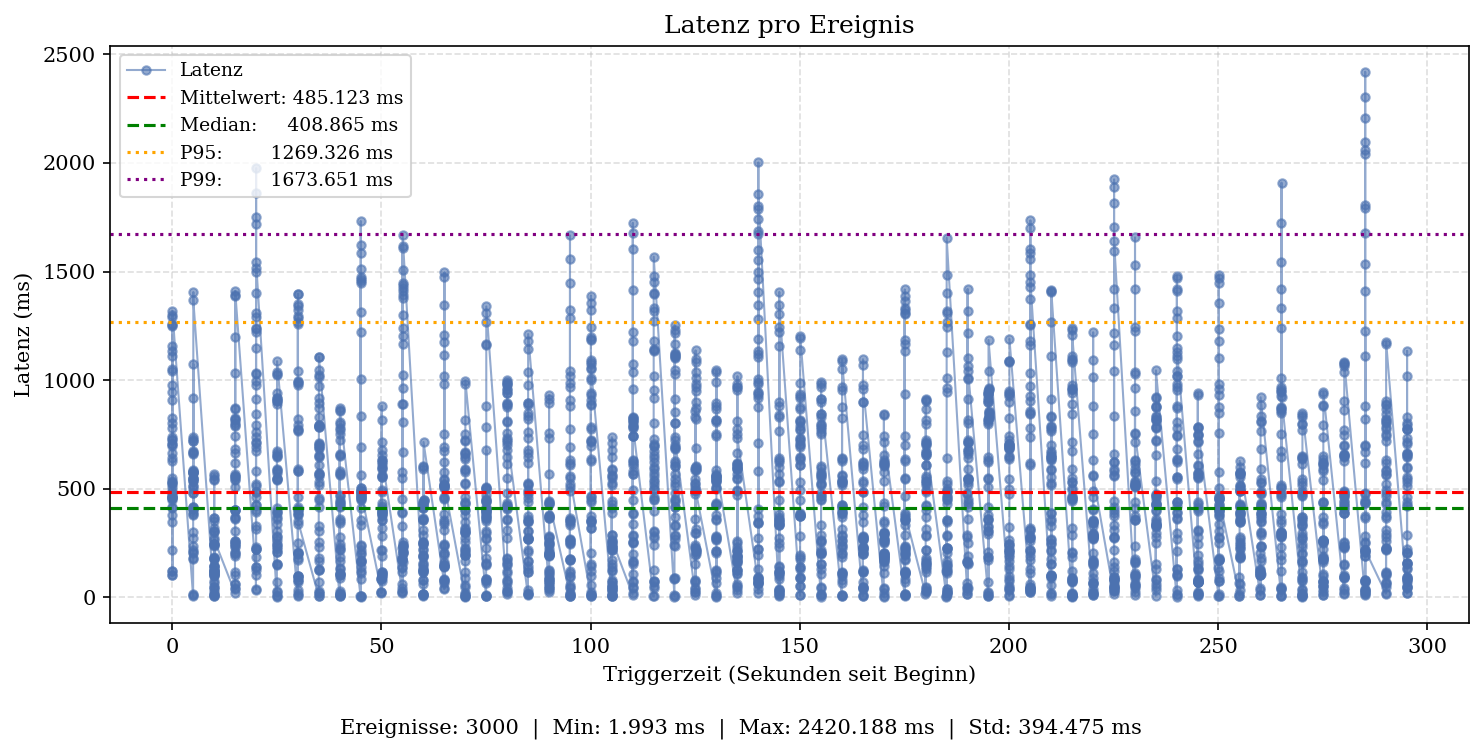 Latenz pro Ereignis
Latenz (ms)
2500
2000
1500
1000
500
0
Latenz
Mittelwert: 485.123 ms
Median: 408.865 ms
P95: 1269.326 ms
P99: 1673.651 ms
0 50 100 150 200 250 300
Triggerzeit (Sekunden seit Beginn)
Ereignisse: 3000 | Min: 1.993 ms | Max: 2420.188 ms | Std: 394.475 ms